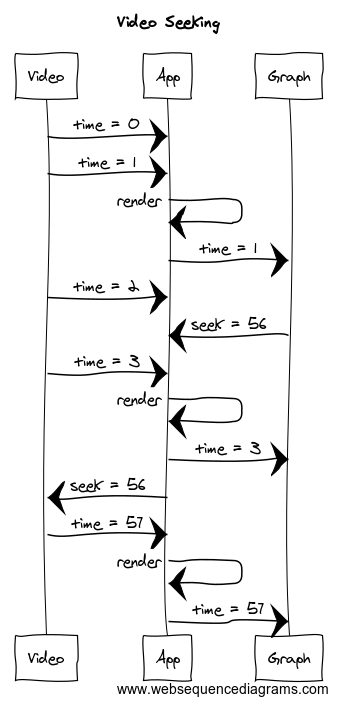 Video Seeking
Video App Graph
time = 0
time = 1
render
time = 1
time = 2
seek = 56
time = 3
render
time = 3
seek = 56
time = 57
render
time = 57
Video App Graph
www.websequencediagrams.com